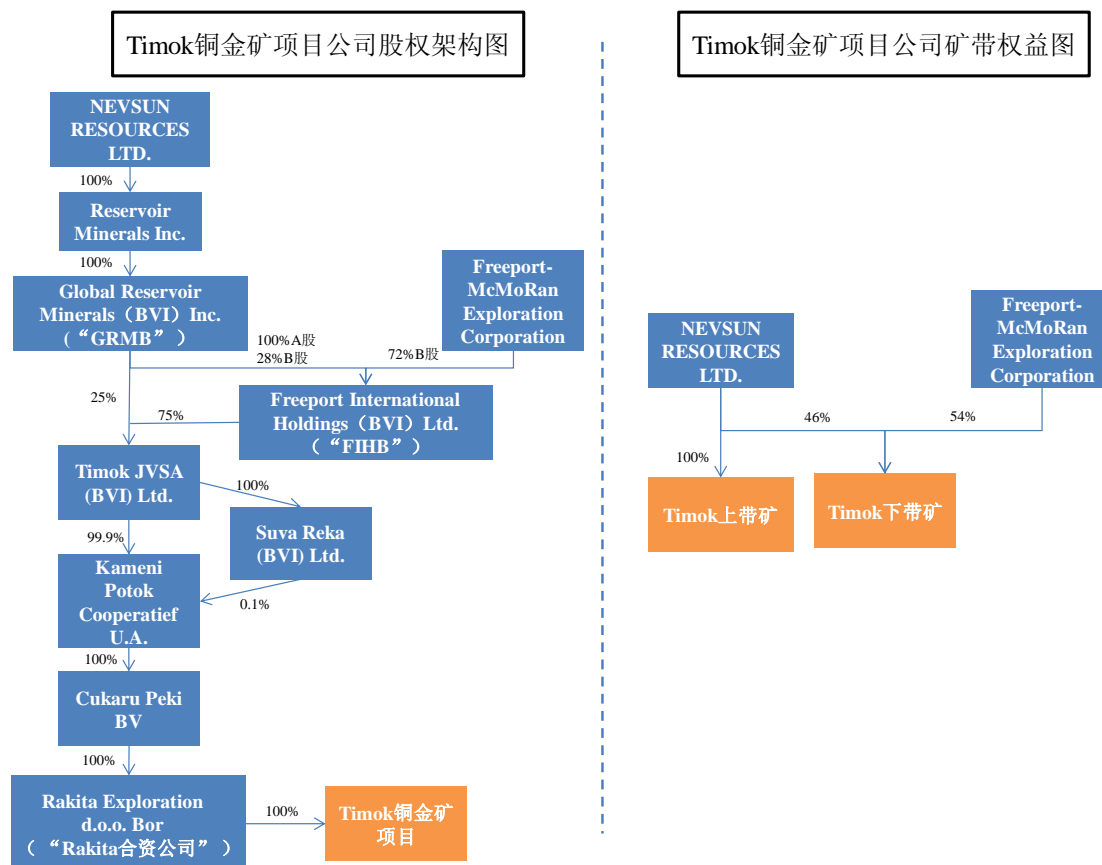 Timok铜金矿项目公司股权架构图
NEVSUN
RESOURCES
LTD.
100%
Reservoir
Minerals Inc.
100%
Global Reservoir
Minerals（BVI）Inc.
(“GRMB”)
Freeport-
McMoRan
Exploration
Corporation
100%A股
28%B股
72%B股
25%
75%
Freeport International
Holdings（BVI）Ltd.
(“FIHB”)
Timok JVSA
(BVI) Ltd.
100%
Suva Reka
(BVI) Ltd.
99.9%
0.1%
Kameni
Potok
Cooperatief
U.A.
100%
Cukaru Peki
BV
100%
Rakita Exploration
d.o.o. Bor
(“Rakita合资公司”)
100%
Timok铜金矿
项目
Timok铜金矿项目公司矿带权益图
NEVSUN
RESOURCES
LTD.
Freeport-
McMoRan
Exploration
Corporation
46%
54%
100%
Timok上带矿
Timok下带矿